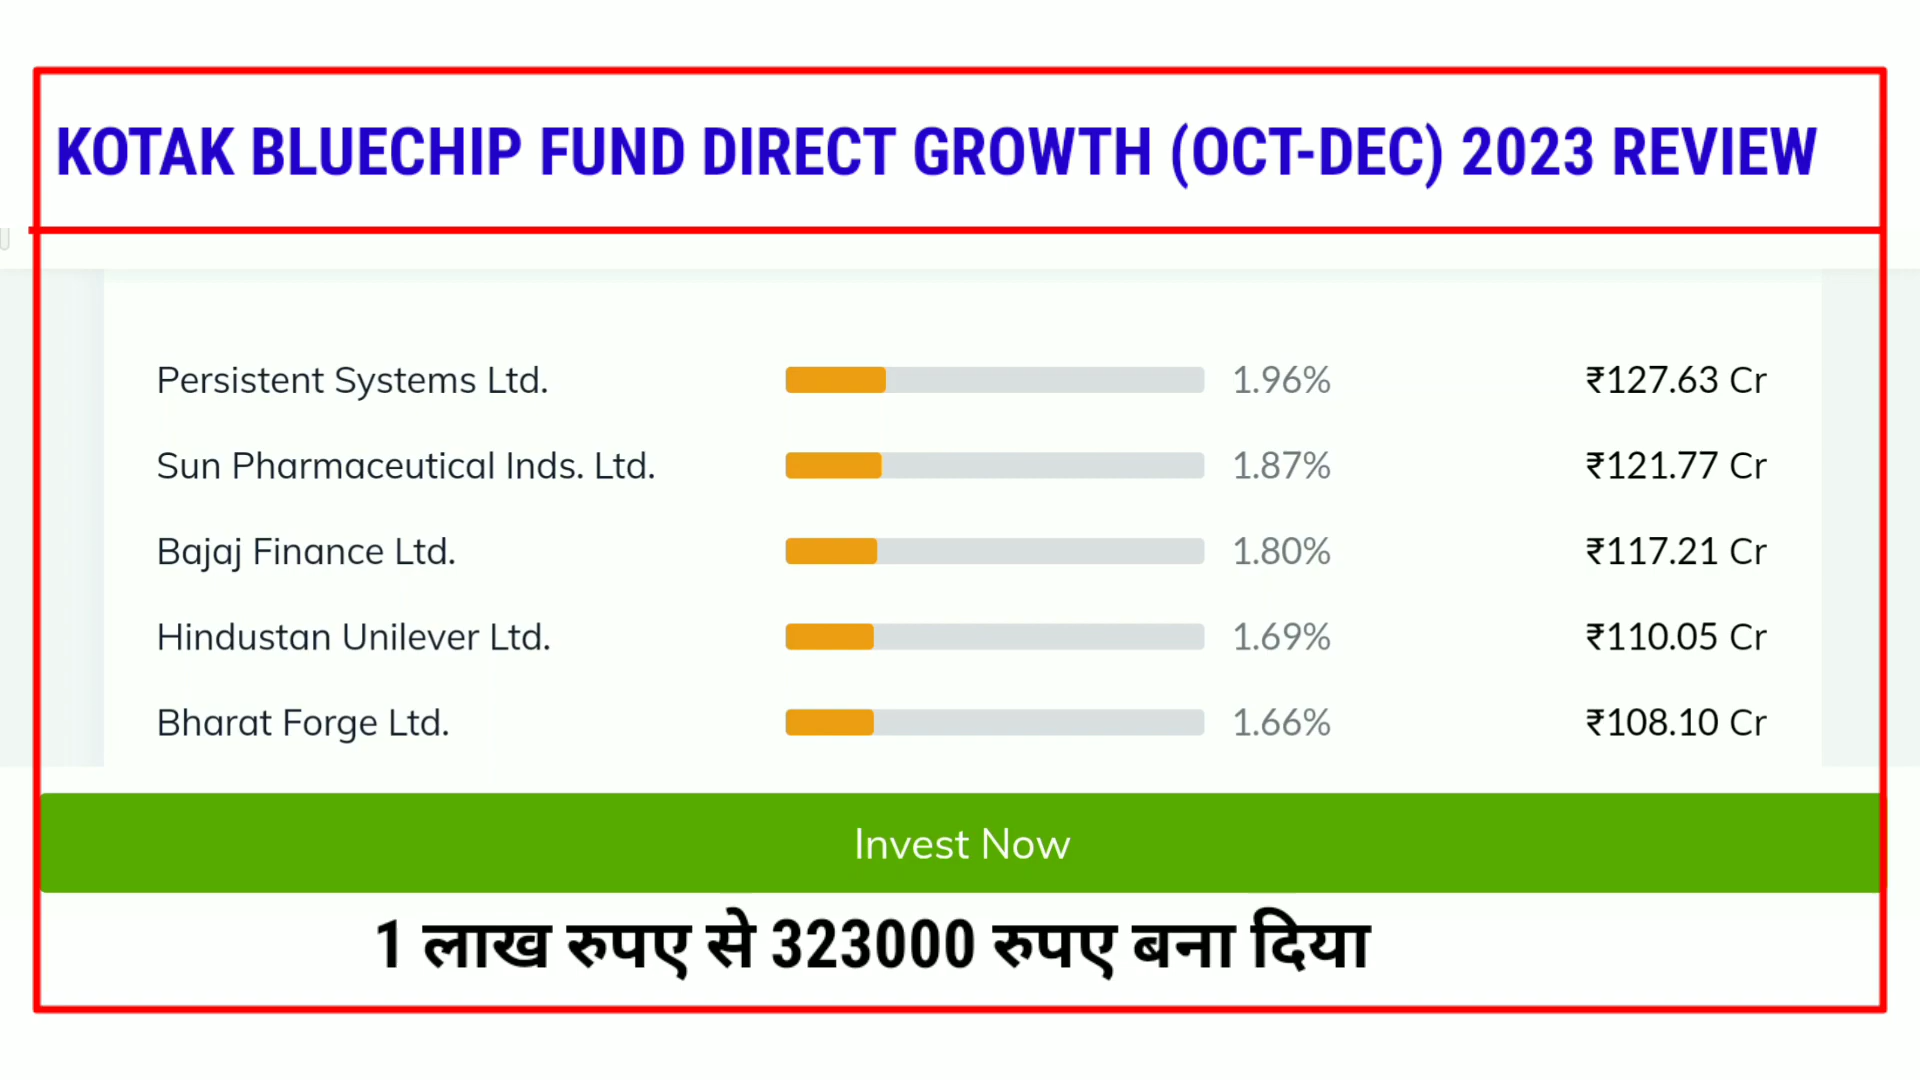 KOTAK BLUECHIP FUND DIRECT GROWTH (OCT-DEC) 2023 REVIEW
Persistent Systems Ltd. 1.96% ₹127.63 Cr
Sun Pharmaceutical Inds. Ltd. 1.87% ₹121.77 Cr
Bajaj Finance Ltd. 1.80% ₹117.21 Cr
Hindustan Unilever Ltd. 1.69% ₹110.05 Cr
Bharat Forge Ltd. 1.66% ₹108.10 Cr
Invest Now
1 लाख रुपए से 323000 रुपए बना दिया